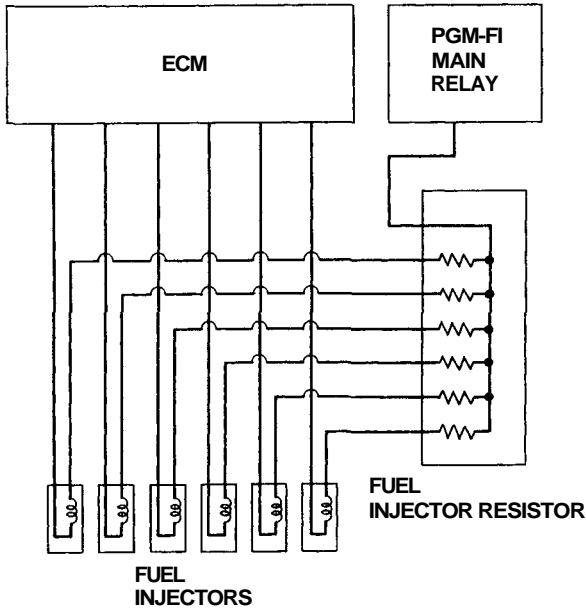 ECM
PGM-FI
MAIN
RELAY
FUEL
INJECTOR RESISTOR
FUEL
INJECTORS